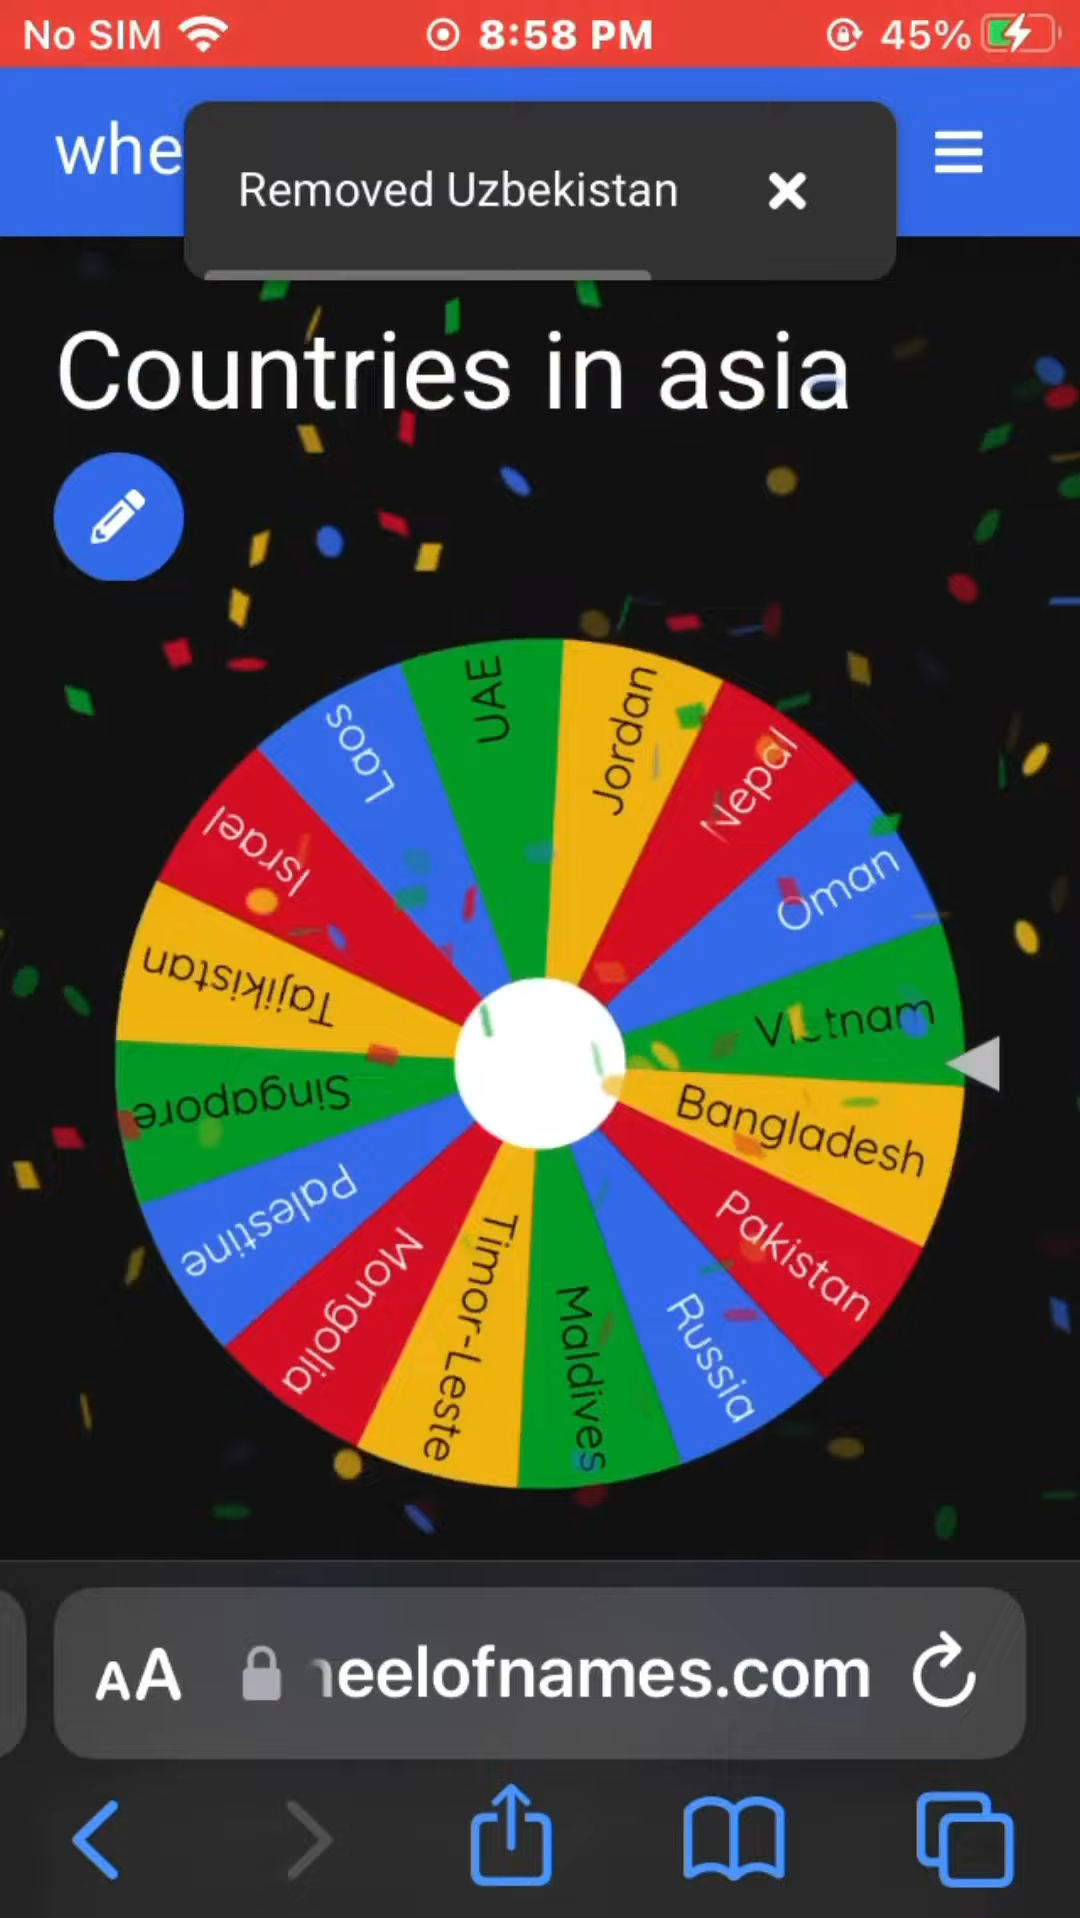 No SIM 8:58 PM 45%
whe
Removed Uzbekistan
Countries in asia
UAE
Jordan
Nepal
Oman
Vietnam
Bangladesh
Pakistan
Russia
Maldives
Timor-Leste
Mongolia
Palestine
Singapore
Tajikistan
Israel
Laos
AA eelofnames.com